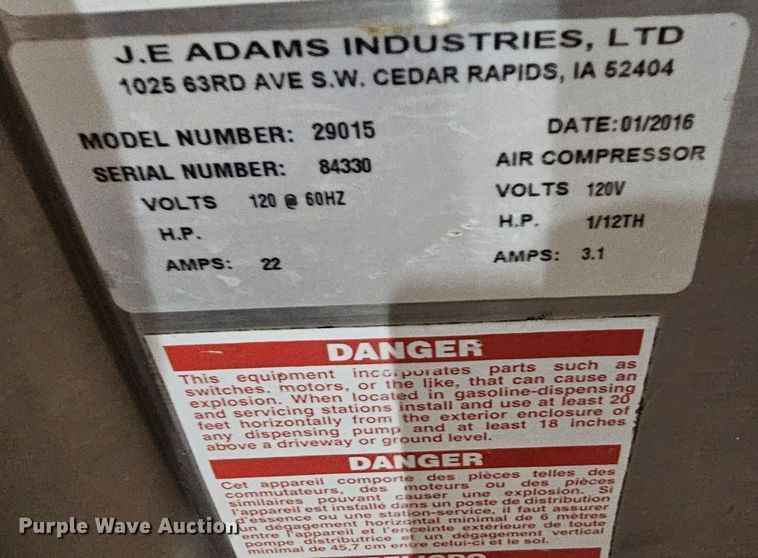 J.E ADAMS INDUSTRIES, LTD
1025 63RD AVE S.W. CEDAR RAPIDS, IA 52404
MODEL NUMBER: 29015 DATE:01/2016
SERIAL NUMBER: 84330 AIR COMPRESSOR
VOLTS 120 @ 60HZ VOLTS 120V
H.P. H.P. 1/12TH
AMPS: 22 AMPS: 3.1
DANGER
This equipment incorporates parts such as
switches, motors, or the like, that can cause an
explosion. When located in gasoline-dispensing
and servicing stations install and use at least 20
feet horizontally from the exterior enclosure of
any dispensing pump and at least 18 inches
above a driveway or ground level.
DANGER
Cet appareil comporte des pièces telles des
commutateurs, des moteurs ou des pièces
similaires pouvant causer une explosion. Si
l'appareil est installé dans un poste de distribution
d'essence ou une station-service, il faut assurer
un dégagement horizontal minimal de 6 mètres
entre l'appareil et l'enceinte extérieure de toute
pompe distributrice et un dégagement vertical
minimal de 45,7 cm entre celui-ci et le sol.
Purple Wave Auction